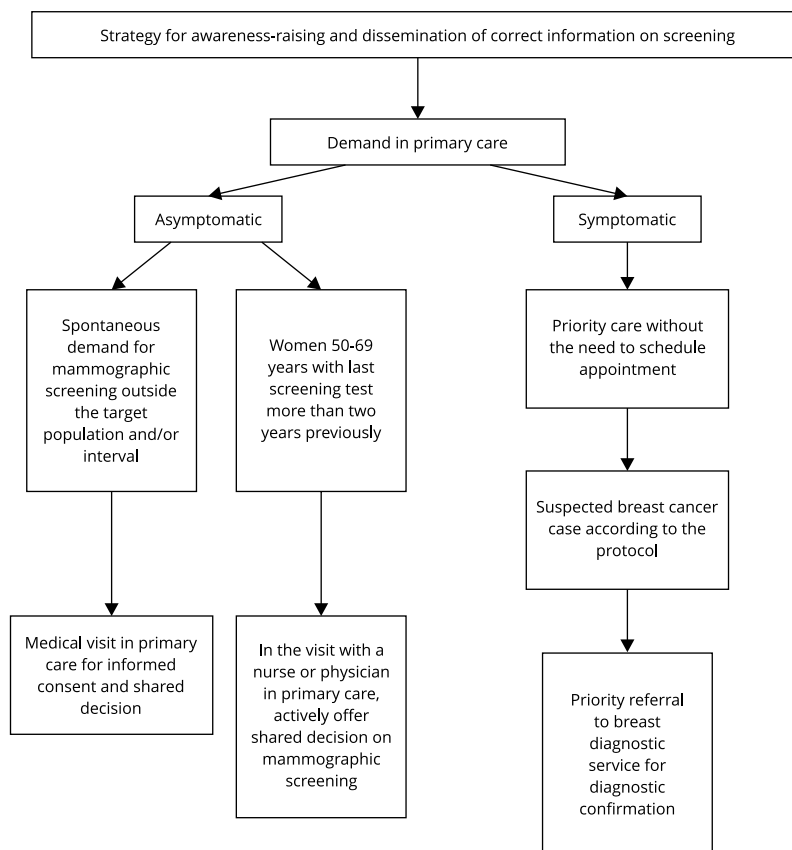 Strategy for awareness-raising and dissemination of correct information on screening
Demand in primary care
Asymptomatic
Symptomatic
Spontaneous
demand for
mammographic
screening outside
the target
population and/or
interval
Women 50-69
years with last
screening test
more than two
years previously
Priority care without
the need to schedule
appointment
Suspected breast cancer
case according to the
protocol
Medical visit in primary
care for informed
consent and shared
decision
In the visit with a
nurse or physician
in primary care,
actively offer
shared decision on
mammographic
screening
Priority referral
to breast
diagnostic
service for
diagnostic
confirmation